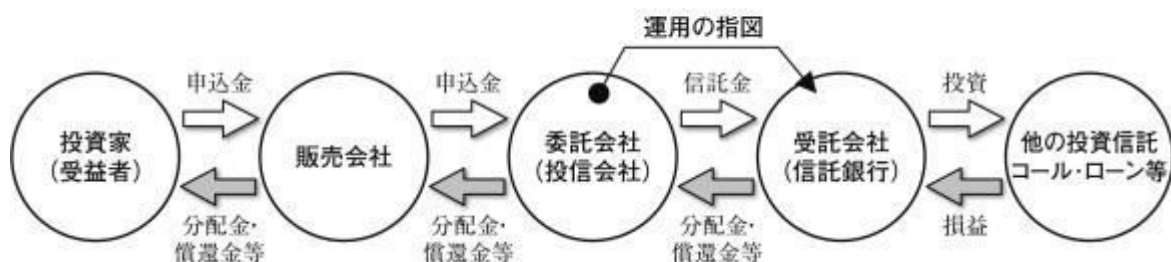 運用の指図
申込金
申込金
信託金
投資
投資家
(受益者)
販売会社
委託会社
(投信会社)
受託会社
(信託銀行)
他の投資信託
コール・ローン等
分配金・
償還金等
分配金・
償還金等
分配金・
償還金等
損益